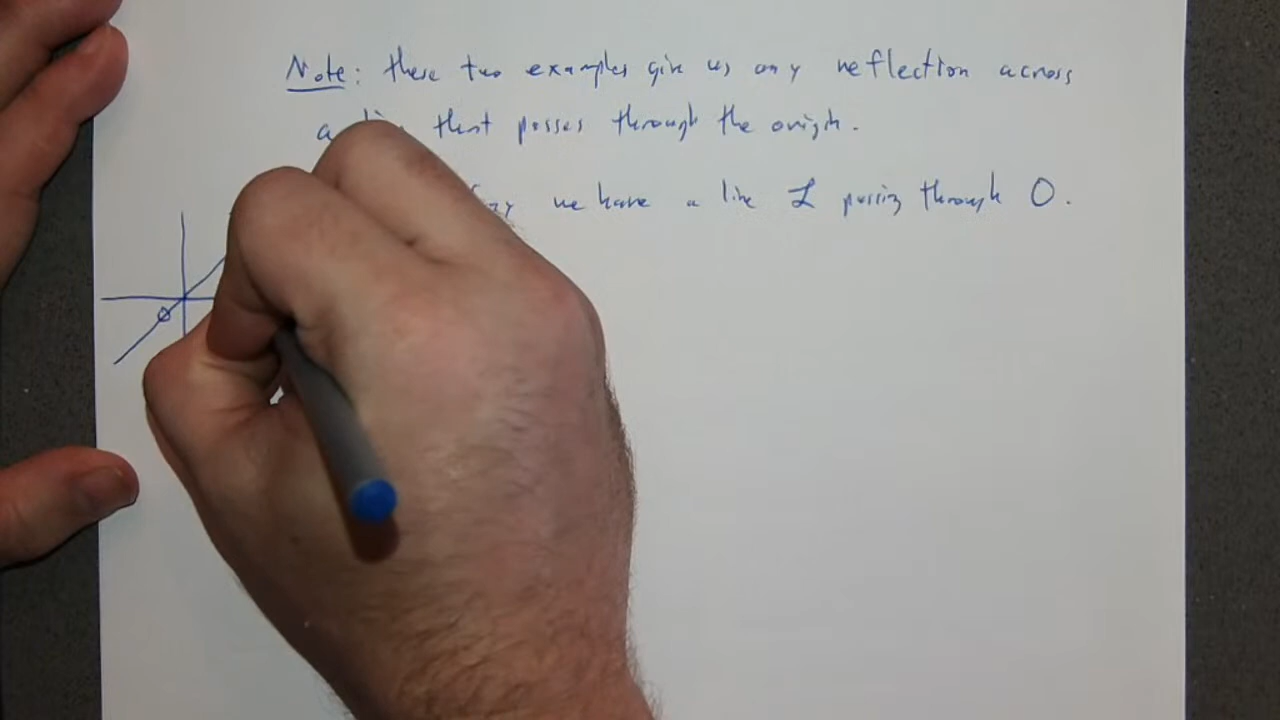 Note: these two examples give us any reflection across
a that passes through the origin.
we have a line L passing through O.